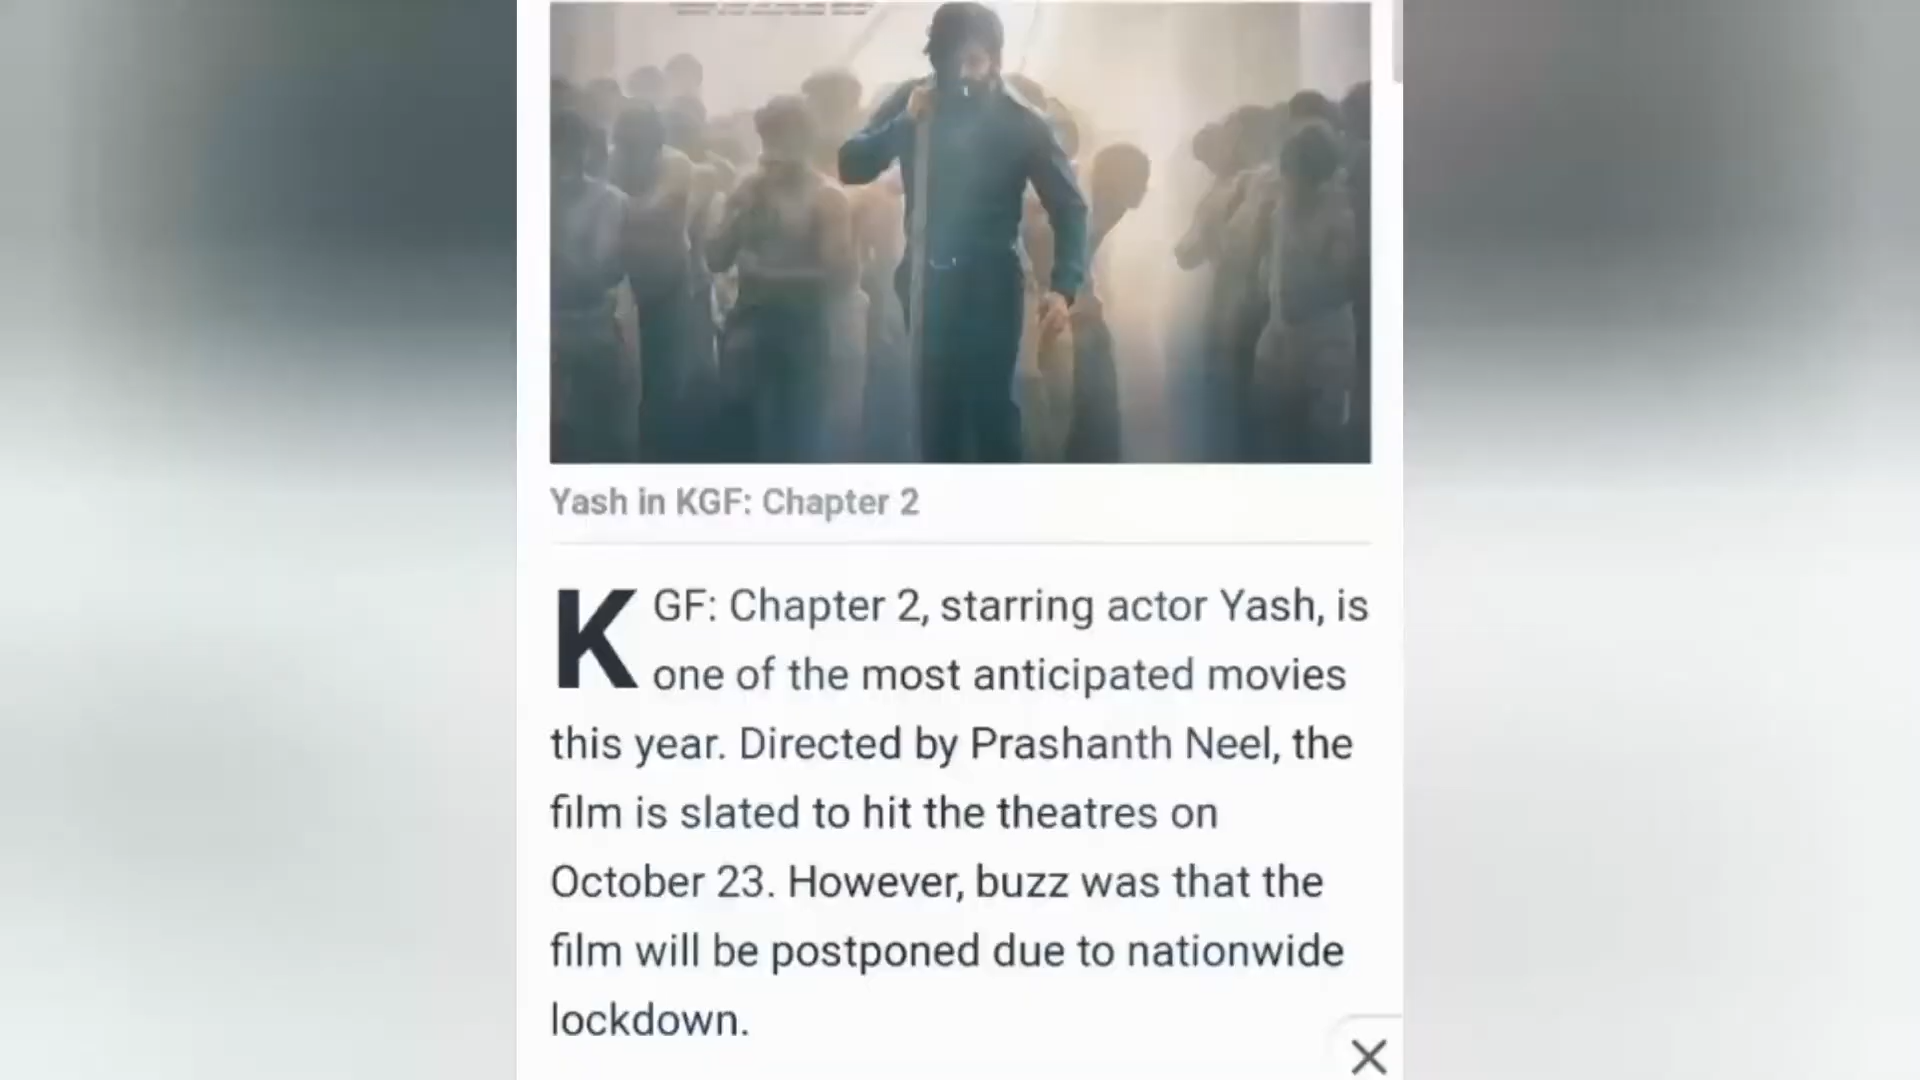 Yash in KGF: Chapter 2
KGF: Chapter 2, starring actor Yash, is
one of the most anticipated movies
this year. Directed by Prashanth Neel, the
film is slated to hit the theatres on
October 23. However, buzz was that the
film will be postponed due to nationwide
lockdown.